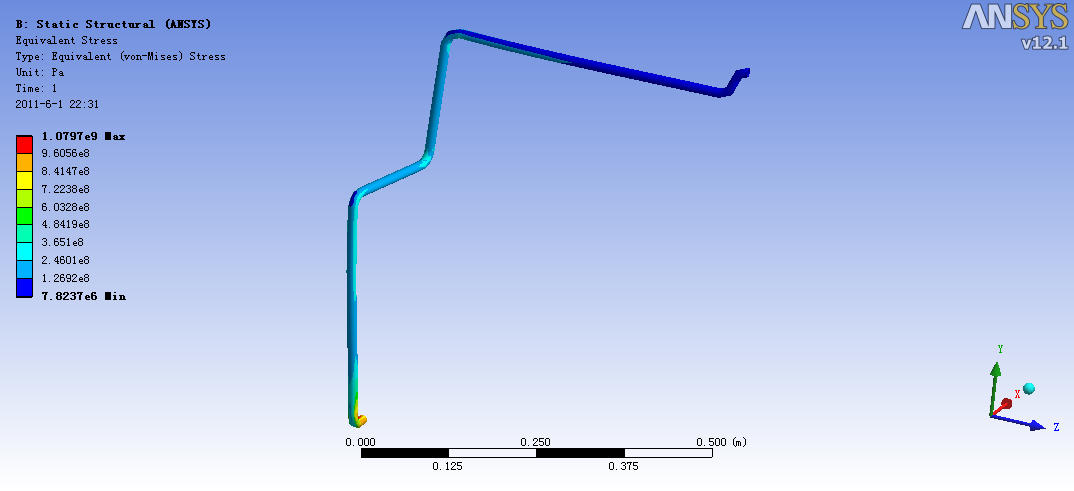 B: Static Structural (ANSYS)
Equivalent Stress
Type: Equivalent (von-Mises) Stress
Unit: Pa
Time: 1
2011-6-1 22:31
ANSYS
v12.1
1.0797e9 Max
9.6056e8
8.4147e8
7.2238e8
6.0328e8
4.8419e8
3.651e8
2.4601e8
1.2692e8
7.8237e6 Min
Y
X
Z
0.000 0.250 0.500 (m)
0.125 0.375